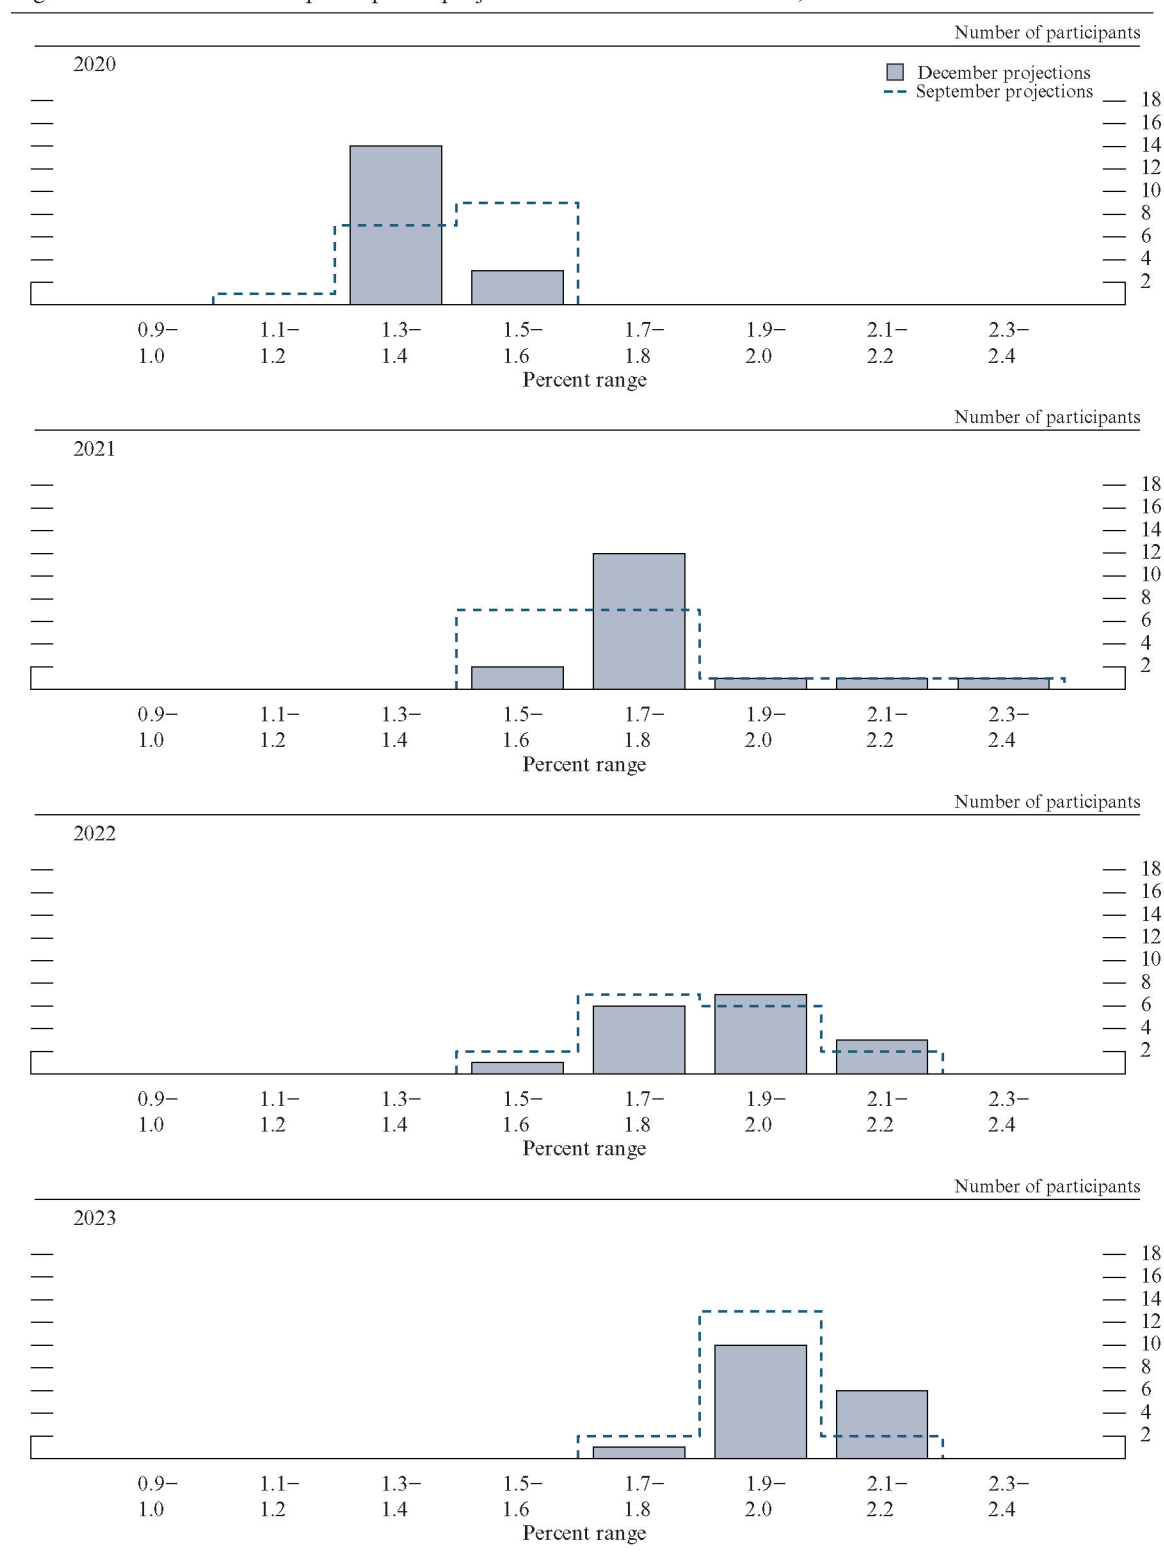 Number of participants
2020
December projections
September projections
18
16
14
12
10
8
6
4
2
0.9– 1.1– 1.3– 1.5– 1.7– 1.9– 2.1– 2.3–
1.0 1.2 1.4 1.6 1.8 2.0 2.2 2.4
Percent range
Number of participants
2021
18
16
14
12
10
8
6
4
2
0.9– 1.1– 1.3– 1.5– 1.7– 1.9– 2.1– 2.3–
1.0 1.2 1.4 1.6 1.8 2.0 2.2 2.4
Percent range
Number of participants
2022
18
16
14
12
10
8
6
4
2
0.9– 1.1– 1.3– 1.5– 1.7– 1.9– 2.1– 2.3–
1.0 1.2 1.4 1.6 1.8 2.0 2.2 2.4
Percent range
Number of participants
2023
18
16
14
12
10
8
6
4
2
0.9– 1.1– 1.3– 1.5– 1.7– 1.9– 2.1– 2.3–
1.0 1.2 1.4 1.6 1.8 2.0 2.2 2.4
Percent range